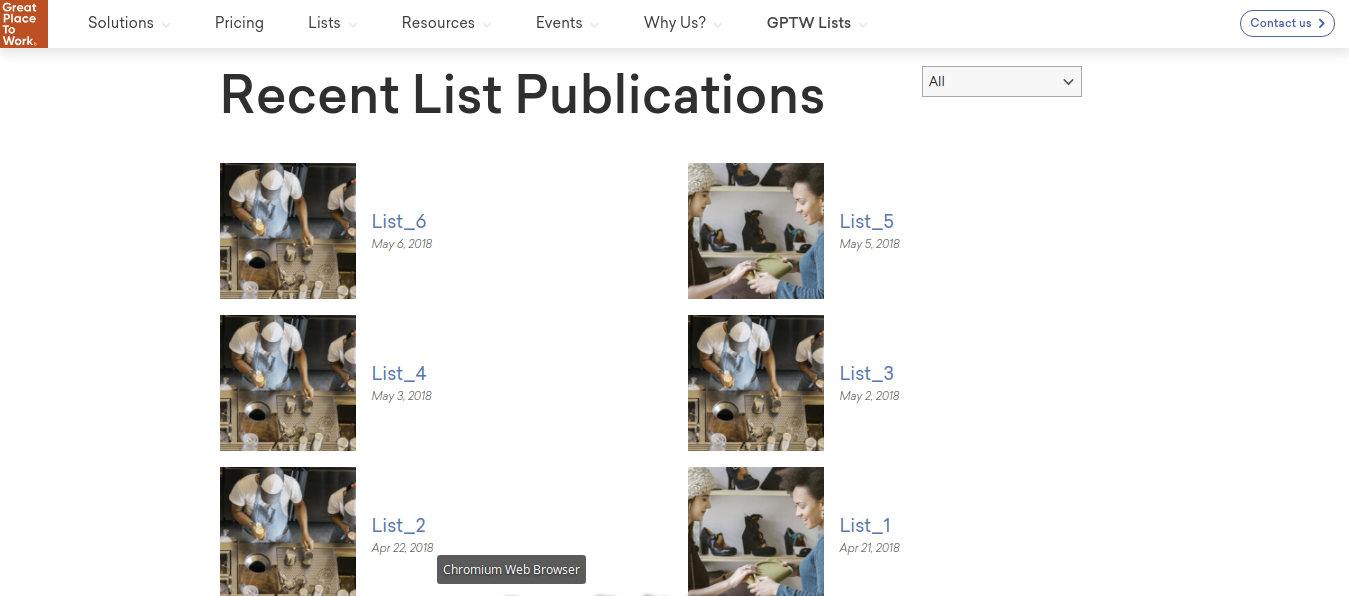 Great
Place
To
Work.
Solutions
Pricing
Lists
Resources
Events
Why Us?
GPTW Lists
Contact us
Recent List Publications
All
List_6
May 6, 2018
List_5
May 5, 2018
List_4
May 3, 2018
List_3
May 2, 2018
List_2
Apr 22, 2018
List_1
Apr 21, 2018
Chromium Web Browser